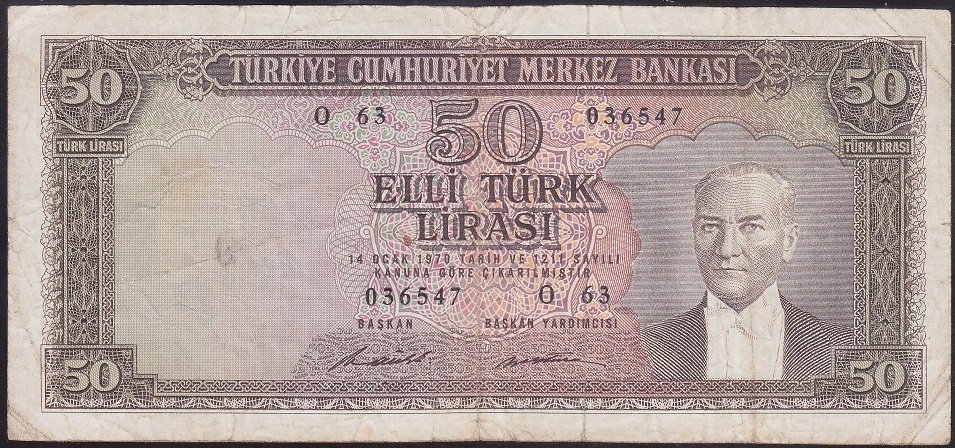 50 TÜRKİYE CUMHURİYET MERKEZ BANKASI 50
O 63 036547
50
TÜRK LİRASI TÜRK LİRASI
ELLİ TÜRK
LİRASI
14 OCAK 1970 TARİH VE 1211 SAYILI
KANUNA GÖRE ÇIKARILMIŞTIR
036547 O 63
BAŞKAN BAŞKAN YARDIMCISI
50 50